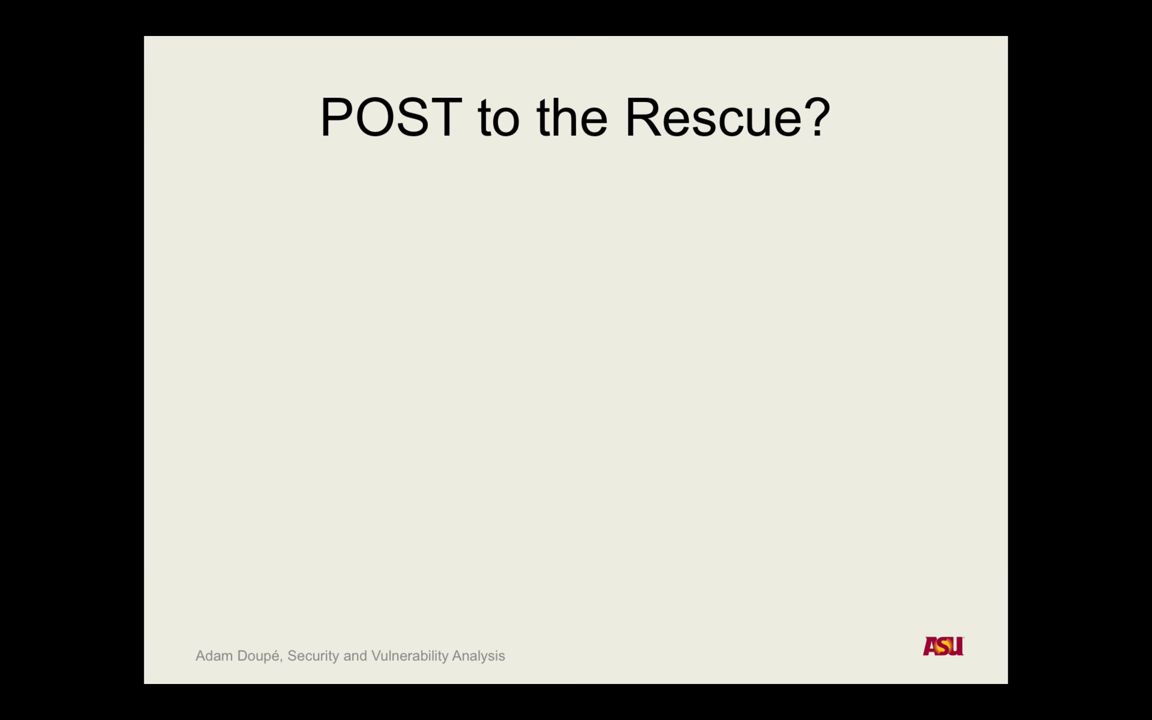 POST to the Rescue?
Adam Doupé, Security and Vulnerability Analysis
ASU